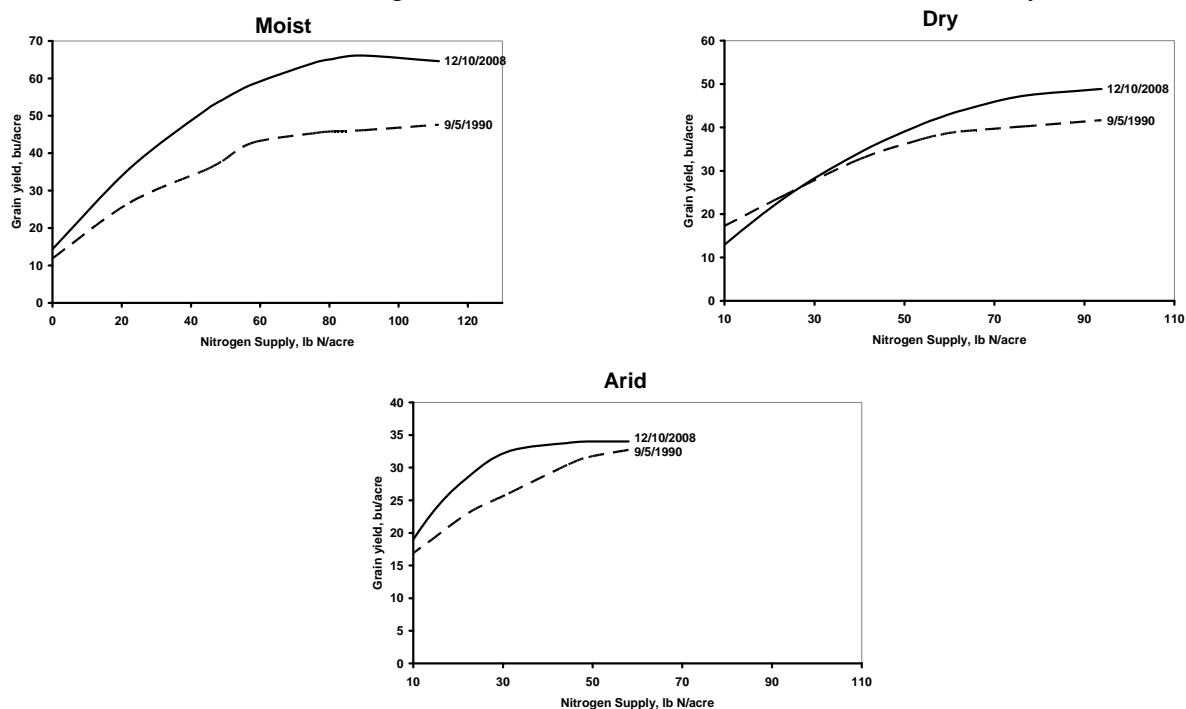 Moist
70
60
50
40
30
20
10
0
Grain yield, bu/acre
12/10/2008
9/5/1990
0 20 40 60 80 100 120
Nitrogen Supply, lb N/acre
Dry
60
50
40
30
20
10
0
Grain yield, bu/acre
12/10/2008
9/5/1990
10 30 50 70 90 110
Nitrogen Supply, lb N/acre
Arid
40
35
30
25
20
15
10
5
0
Grain yield, bu/acre
12/10/2008
9/5/1990
10 30 50 70 90 110
Nitrogen Supply, lb N/acre